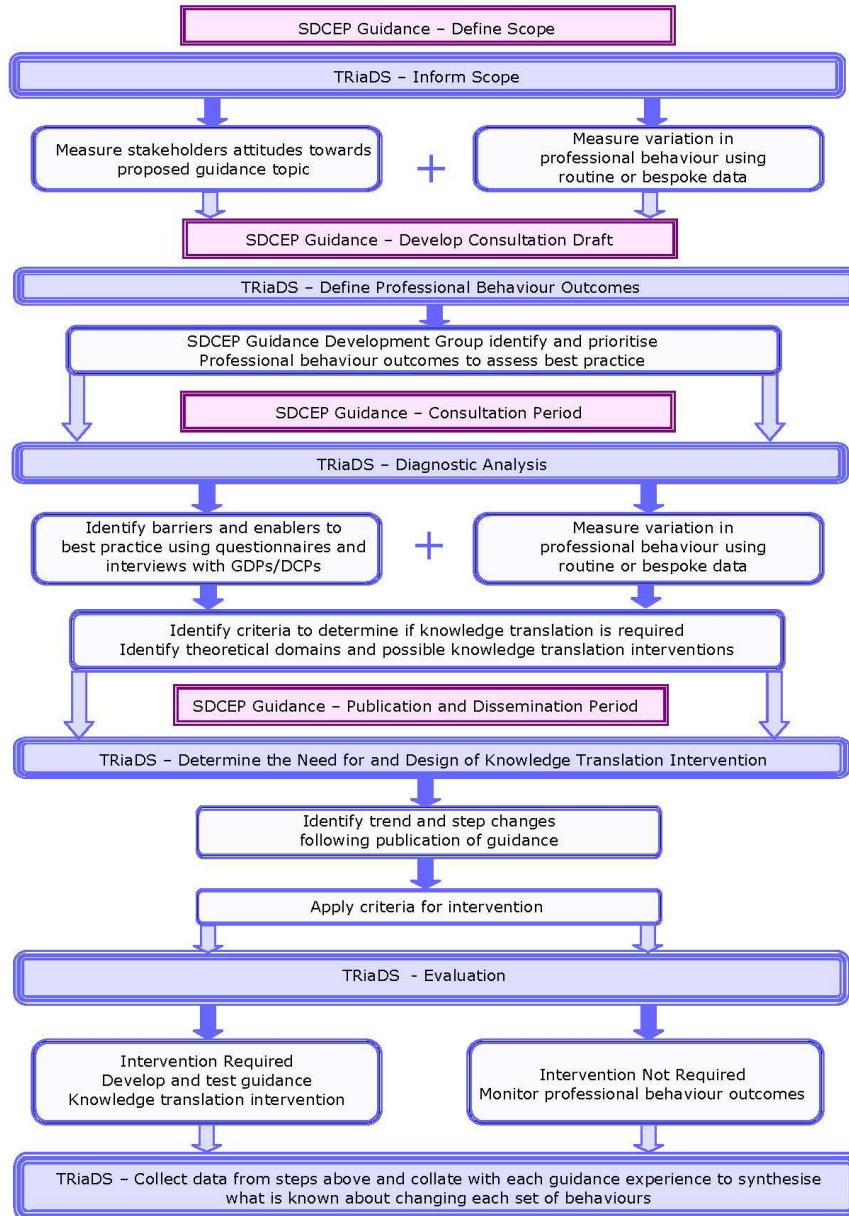 SDCEP Guidance – Define Scope
TRiaDS – Inform Scope
Measure stakeholders attitudes towards
proposed guidance topic
+
Measure variation in
professional behaviour using
routine or bespoke data
SDCEP Guidance – Develop Consultation Draft
TRiaDS – Define Professional Behaviour Outcomes
SDCEP Guidance Development Group identify and prioritise
Professional behaviour outcomes to assess best practice
SDCEP Guidance – Consultation Period
TRiaDS – Diagnostic Analysis
Identify barriers and enablers to
best practice using questionnaires and
interviews with GDPs/DCPs
+
Measure variation in
professional behaviour using
routine or bespoke data
Identify criteria to determine if knowledge translation is required
Identify theoretical domains and possible knowledge translation interventions
SDCEP Guidance – Publication and Dissemination Period
TRiaDS – Determine the Need for and Design of Knowledge Translation Intervention
Identify trend and step changes
following publication of guidance
Apply criteria for intervention
TRiaDS - Evaluation
Intervention Required
Develop and test guidance
Knowledge translation intervention
Intervention Not Required
Monitor professional behaviour outcomes
TRiaDS – Collect data from steps above and collate with each guidance experience to synthesise
what is known about changing each set of behaviours